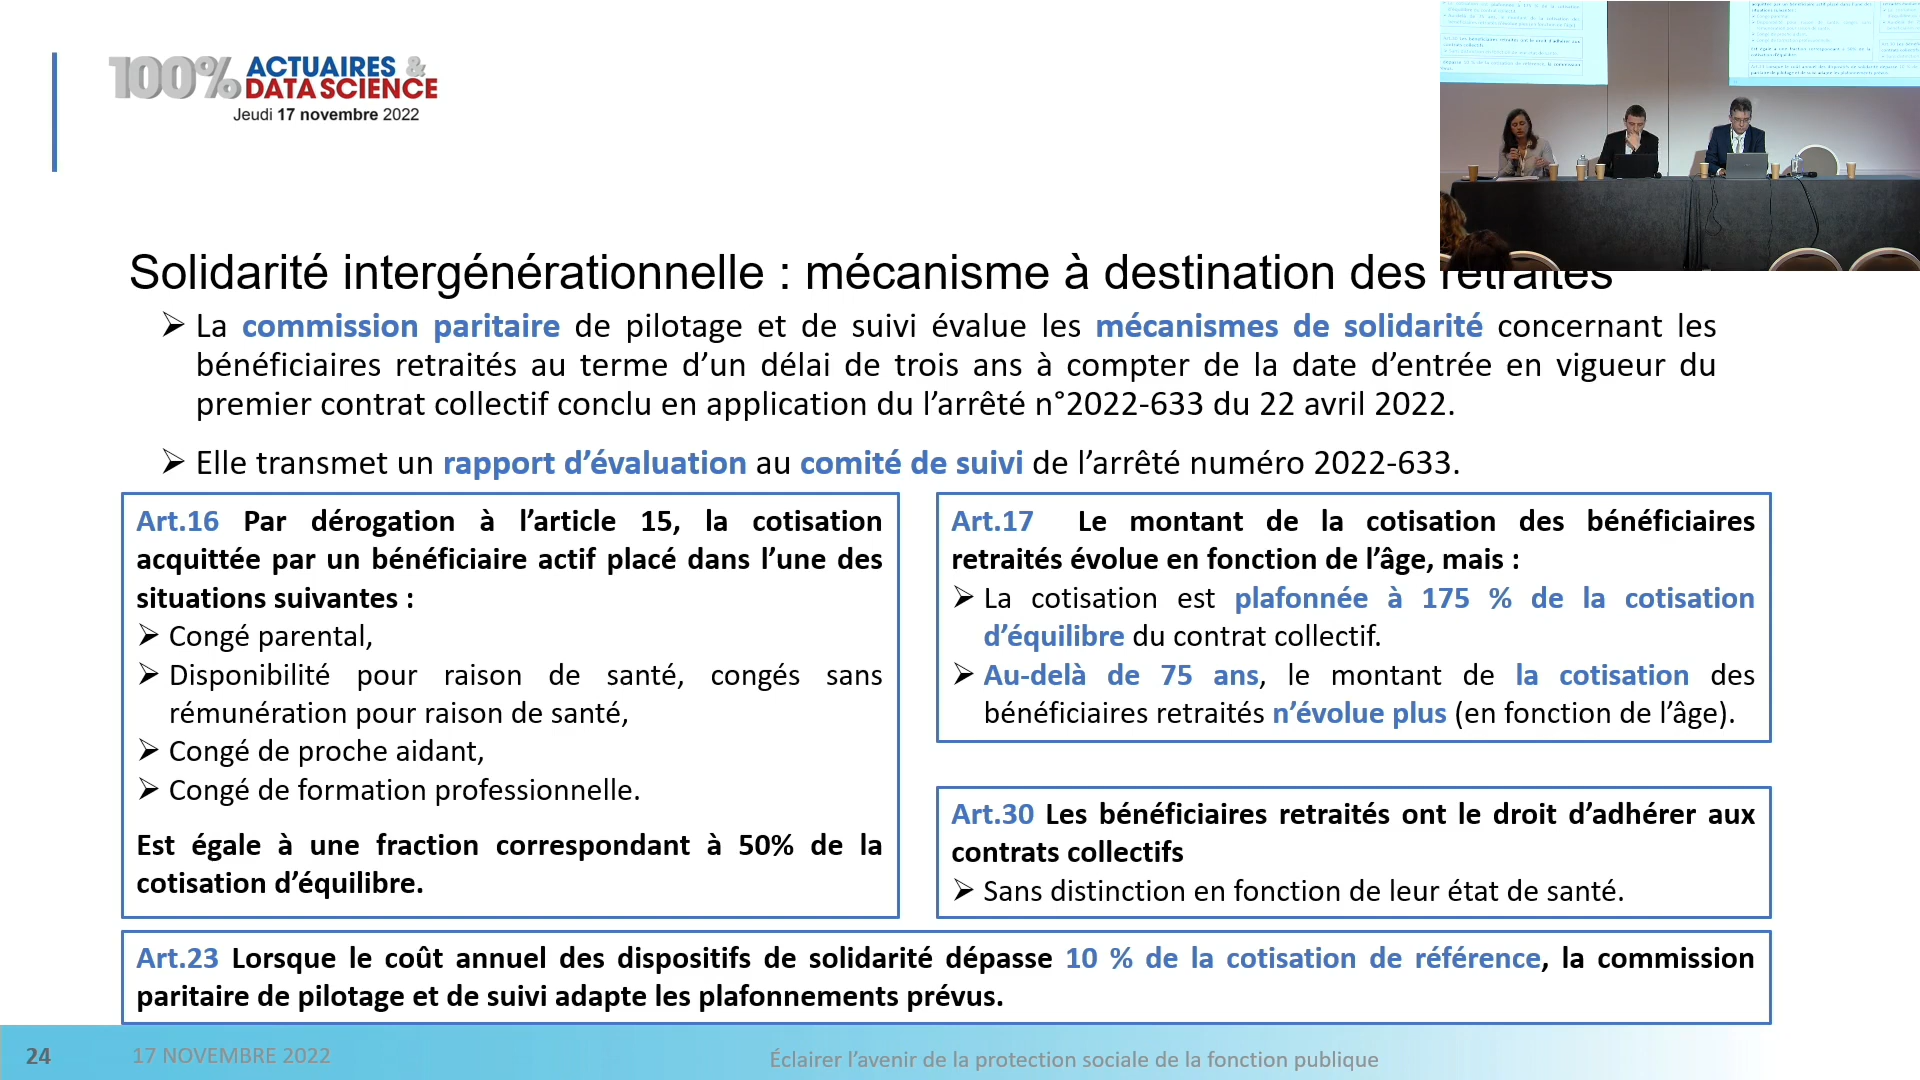 100% ACTUAIRES &
DATA SCIENCE
Jeudi 17 novembre 2022
Solidarité intergénérationnelle : mécanisme à destination des retraités
➢ La commission paritaire de pilotage et de suivi évalue les mécanismes de solidarité concernant les
bénéficiaires retraités au terme d’un délai de trois ans à compter de la date d’entrée en vigueur du
premier contrat collectif conclu en application du l’arrêté n°2022-633 du 22 avril 2022.
➢ Elle transmet un rapport d’évaluation au comité de suivi de l’arrêté numéro 2022-633.
Art.16 Par dérogation à l’article 15, la cotisation
acquittée par un bénéficiaire actif placé dans l’une des
situations suivantes :
➢ Congé parental,
➢ Disponibilité pour raison de santé, congés sans
rémunération pour raison de santé,
➢ Congé de proche aidant,
➢ Congé de formation professionnelle.
Est égale à une fraction correspondant à 50% de la
cotisation d’équilibre.
Art.17 Le montant de la cotisation des bénéficiaires
retraités évolue en fonction de l’âge, mais :
➢ La cotisation est plafonnée à 175 % de la cotisation
d’équilibre du contrat collectif.
➢ Au-delà de 75 ans, le montant de la cotisation des
bénéficiaires retraités n’évolue plus (en fonction de l’âge).
Art.30 Les bénéficiaires retraités ont le droit d’adhérer aux
contrats collectifs
➢ Sans distinction en fonction de leur état de santé.
Art.23 Lorsque le coût annuel des dispositifs de solidarité dépasse 10 % de la cotisation de référence, la commission
paritaire de pilotage et de suivi adapte les plafonnements prévus.
24
17 NOVEMBRE 2022
Éclairer l’avenir de la protection sociale de la fonction publique